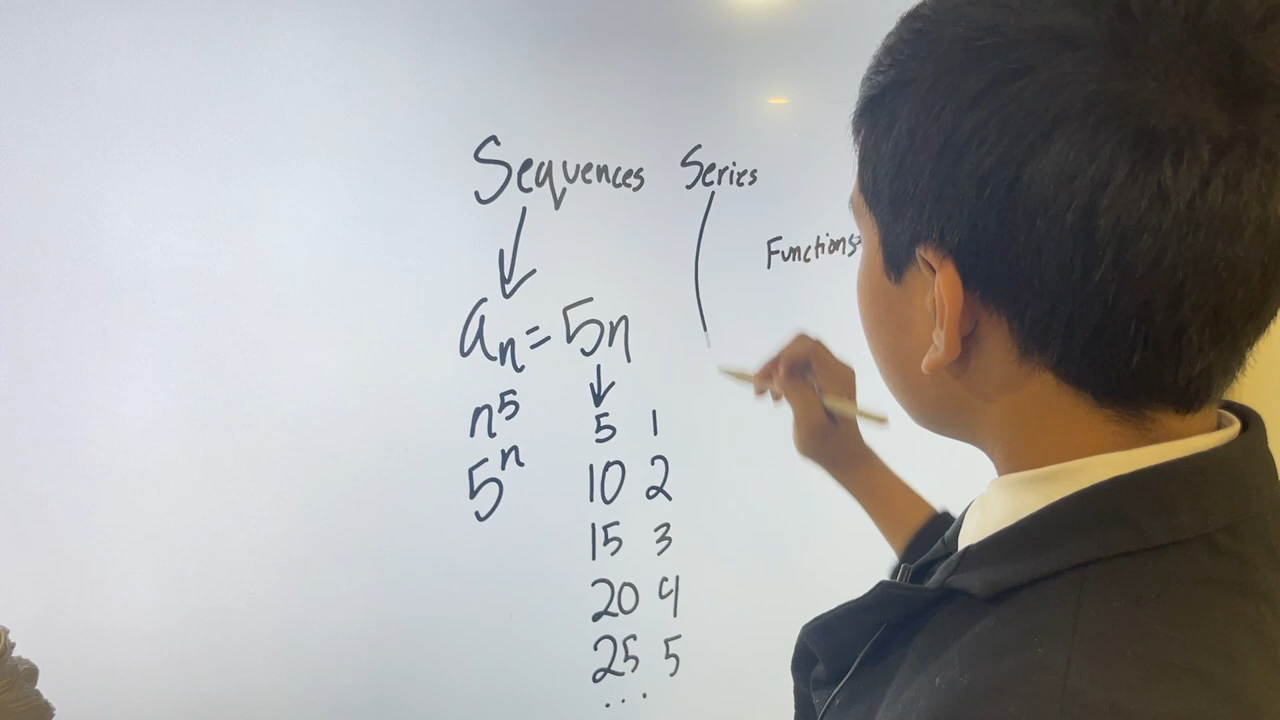 Sequences Series
Functions
aₙ = 5n
n⁵
5ⁿ
5 1
10 2
15 3
20 4
25 5
...